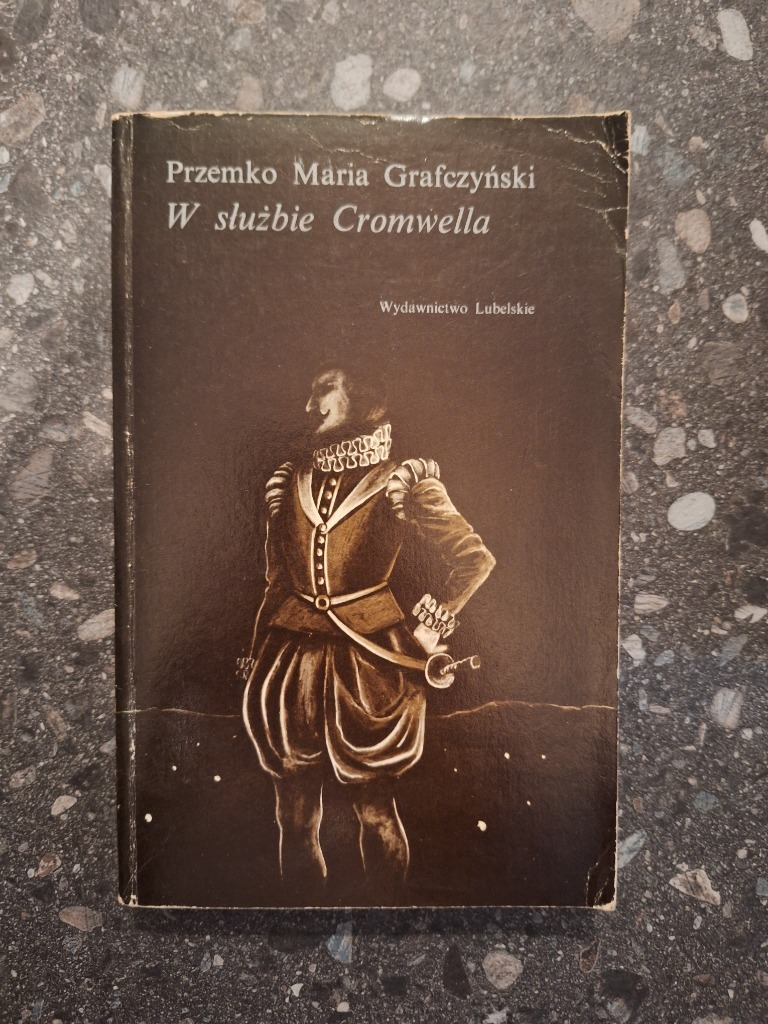 Przemko Maria Grafczyński
W służbie Cromwella
Wydawnictwo Lubelskie